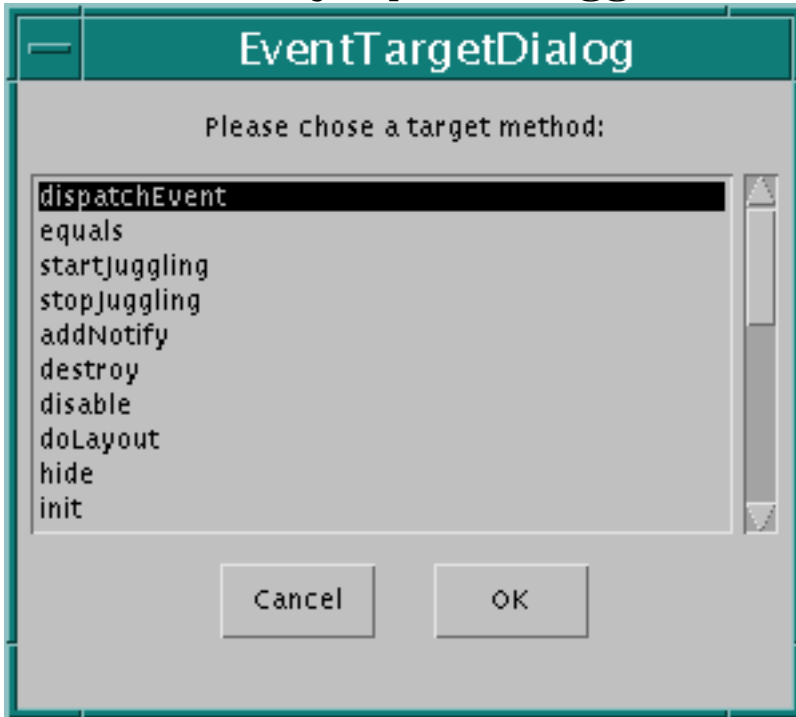 EventTargetDialog
Please chose a target method:
dispatchEvent
equals
startJuggling
stopJuggling
addNotify
destroy
disable
doLayout
hide
init
Cancel OK